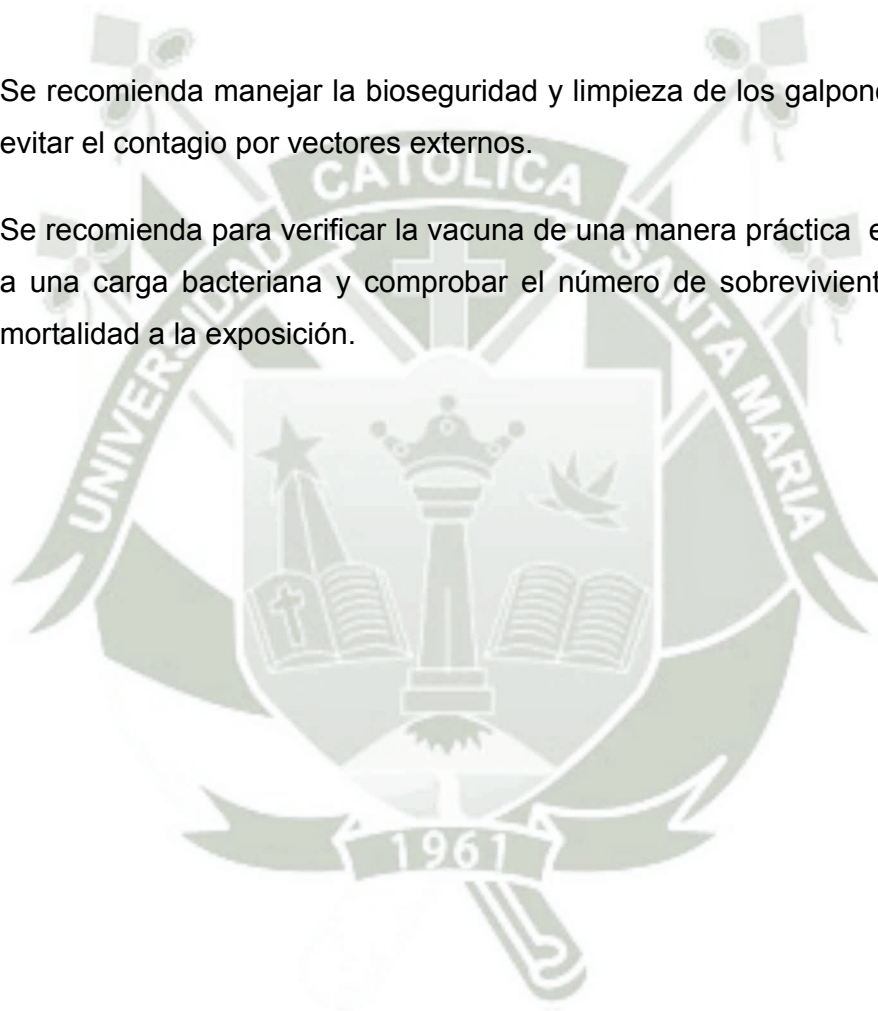 Se recomienda manejar la bioseguridad y limpieza de los
evitar el contagio por vectores externos.
Se recomienda para verificar la vacuna de una manera práctica
a una carga bacteriana y comprobar el número de
mortalidad a la exposición.
UNIVERSIDAD CATOLICA SANTA MARIA
1961